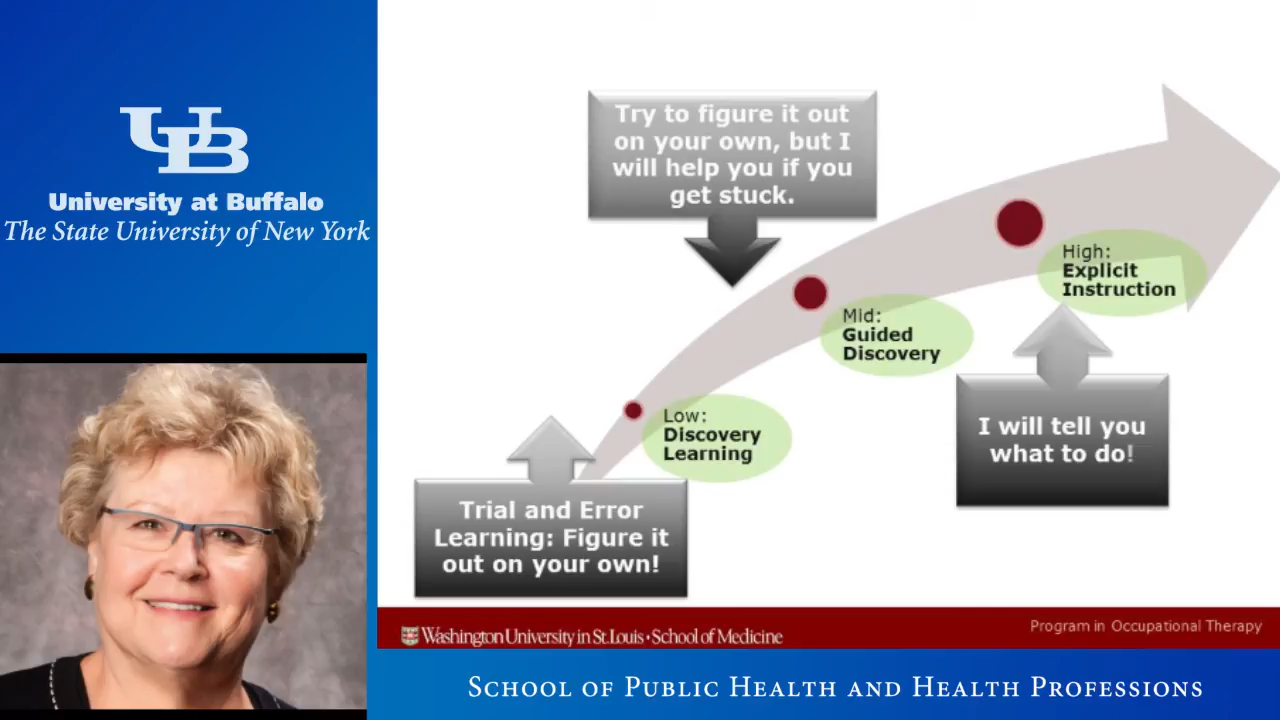 UB
University at Buffalo
The State University of New York
Try to figure it out
on your own, but I
will help you if you
get stuck.
High:
Explicit
Instruction
Mid:
Guided
Discovery
Low:
Discovery
Learning
I will tell you
what to do!
Trial and Error
Learning: Figure it
out on your own!
Washington University in St. Louis • School of Medicine
Program in Occupational Therapy
School of Public Health and Health Professions